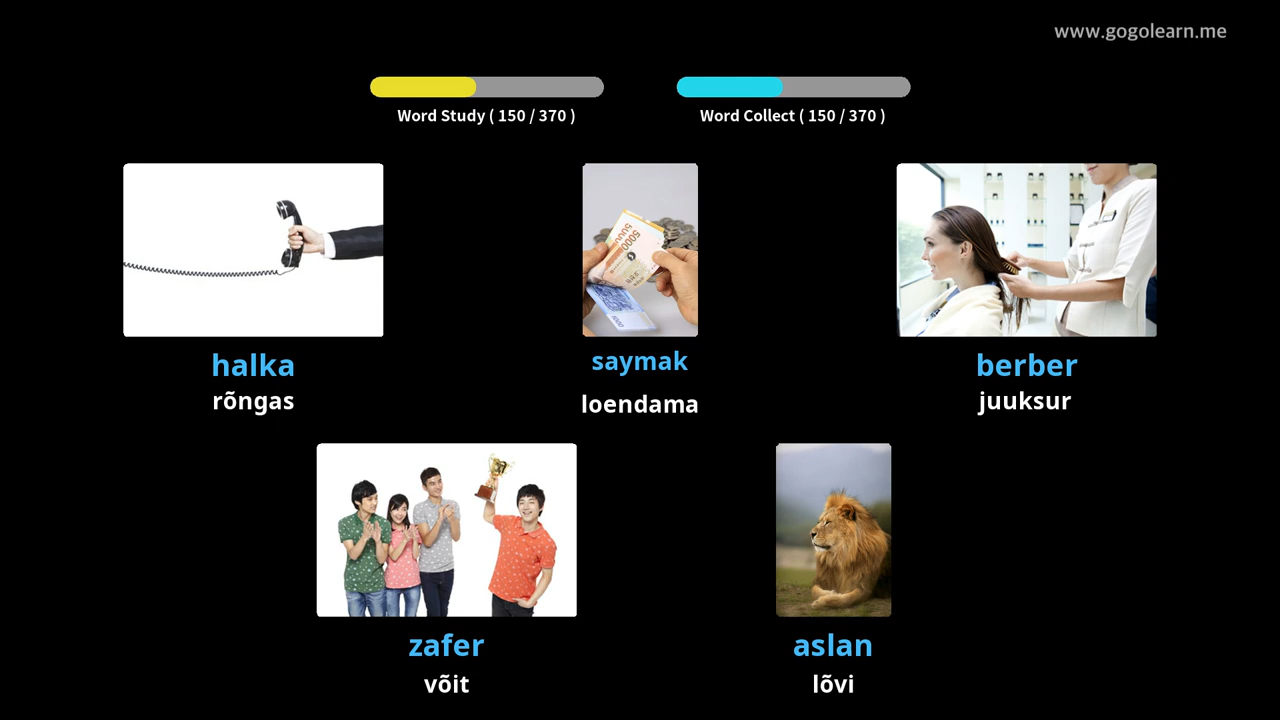 www.gogolearn.me
Word Study ( 150 / 370 )
Word Collect ( 150 / 370 )
halka
rõngas
saymak
loendama
berber
juuksur
zafer
võit
aslan
lõvi